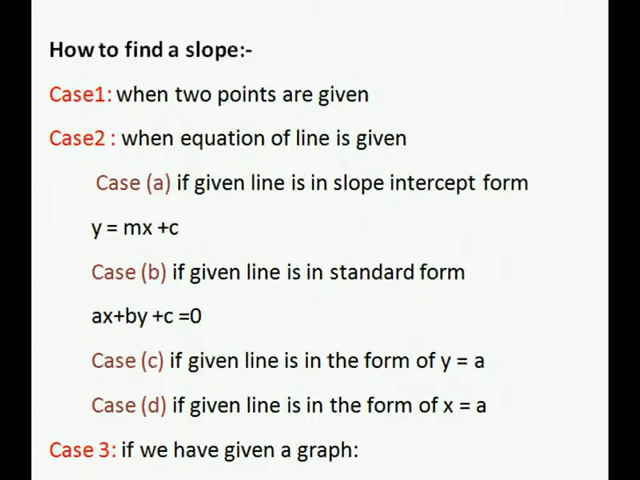 How to find a slope:-
Case1: when two points are given
Case2 : when equation of line is given
Case (a) if given line is in slope intercept form
y = mx +c
Case (b) if given line is in standard form
ax+by +c =0
Case (c) if given line is in the form of y = a
Case (d) if given line is in the form of x = a
Case 3: if we have given a graph: